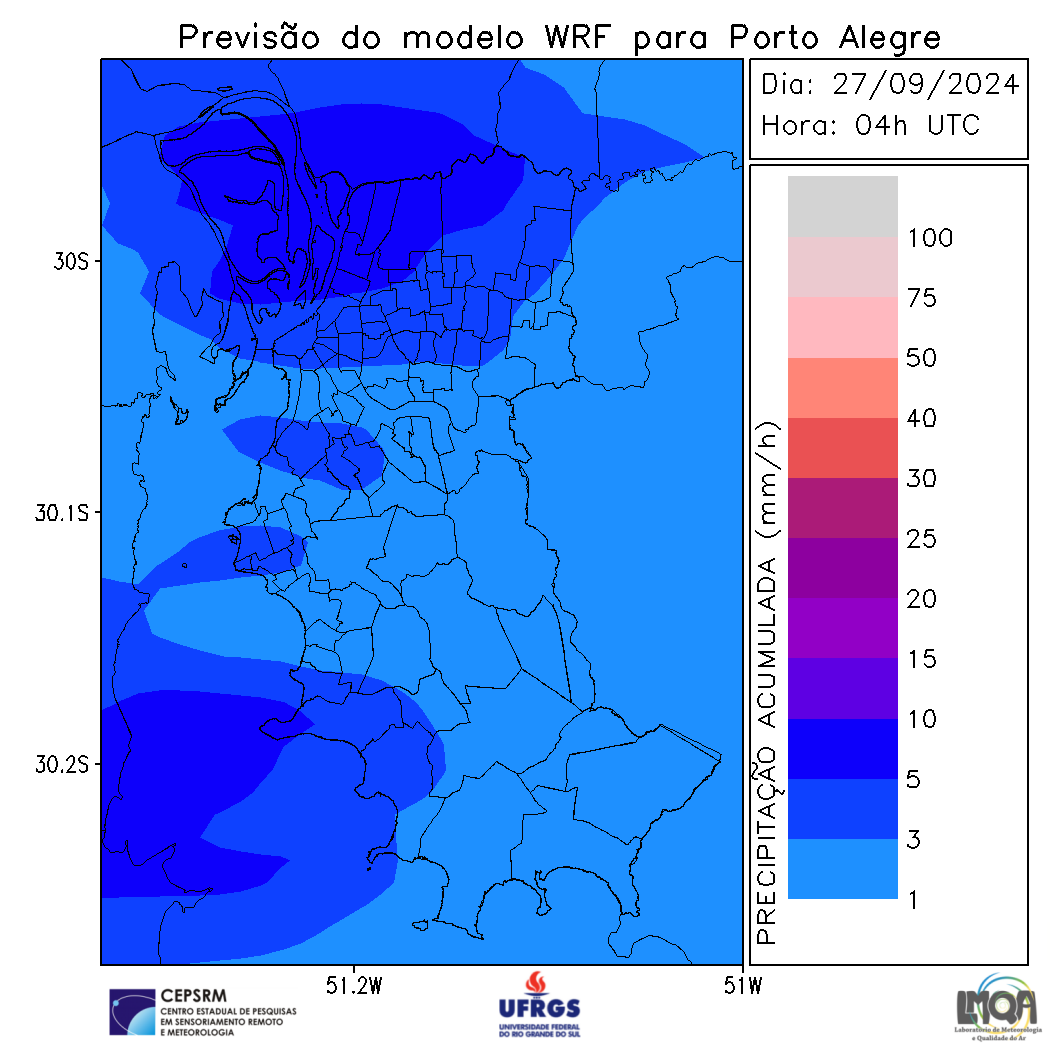 Previsão do modelo WRF para Porto Alegre
Dia: 27/09/2024
Hora: 04h UTC
100
75
50
40
30
25
20
15
10
5
3
1
PRECIPITAÇÃO ACUMULADA (mm/h)
30S
30.1S
30.2S
51.2W
51W
CEPSRM
CENTRO ESTADUAL DE PESQUISAS
EM SENSORIAMENTO REMOTO
E METEOROLOGIA
UFRGS
UNIVERSIDADE FEDERAL
DO RIO GRANDE DO SUL
LMQA
Laboratório de Meteorologia
e Qualidade do Ar